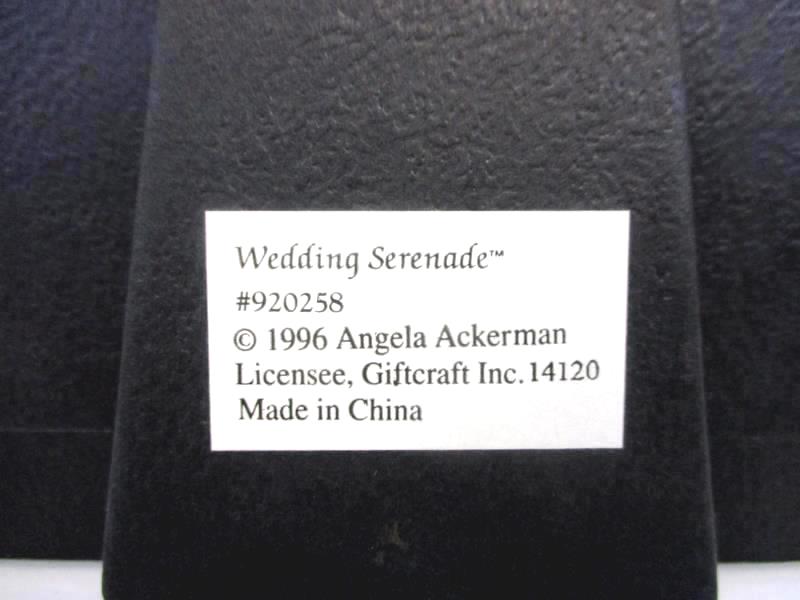 Wedding Serenade™
#920258
© 1996 Angela Ackerman
Licensee, Giftcraft Inc. 14120
Made in China